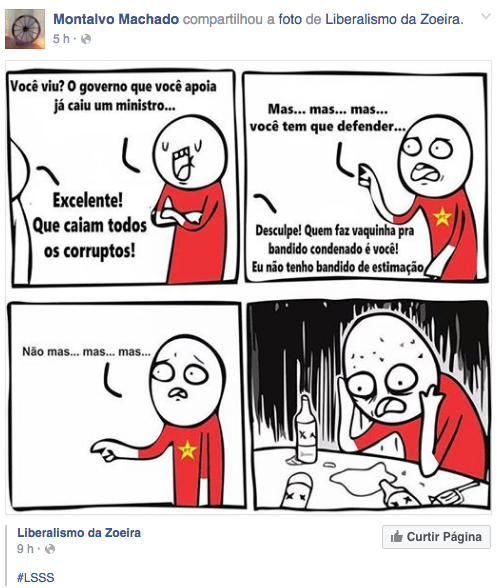 Montalvo Machado compartilhou a foto de Liberalismo da Zoeira.
5 h ·
Você viu? O governo que você apoia
já caiu um ministro...
Excelente!
Que caiam todos
os corruptos!
Mas... mas... mas...
você tem que defender...
Desculpe! Quem faz vaquinha pra
bandido condenado é você!
Eu não tenho bandido de estimação
Não mas... mas... mas...
Liberalismo da Zoeira
9 h ·
Curtir Página
#LSSS